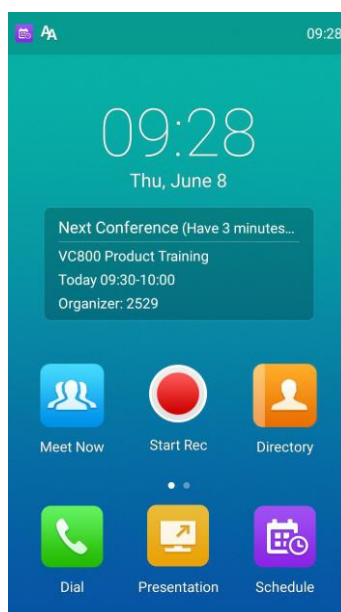 AA 09:28
09:28
Thu, June 8
Next Conference (Have 3 minutes...
VC800 Product Training
Today 09:30-10:00
Organizer: 2529
Meet Now Start Rec Directory
Dial Presentation Schedule